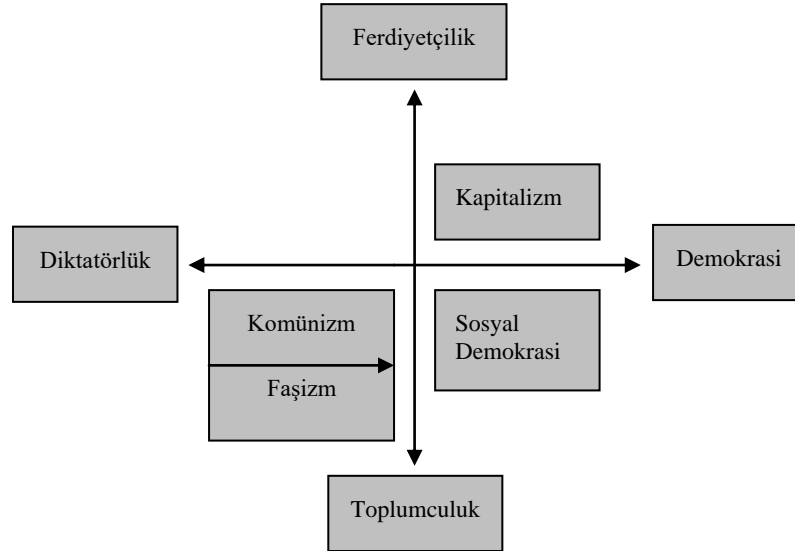 Ferdiyetçilik
Kapitalizm
Diktatörlük
Demokrasi
Komünizm
Faşizm
Sosyal
Demokrasi
Toplumculuk